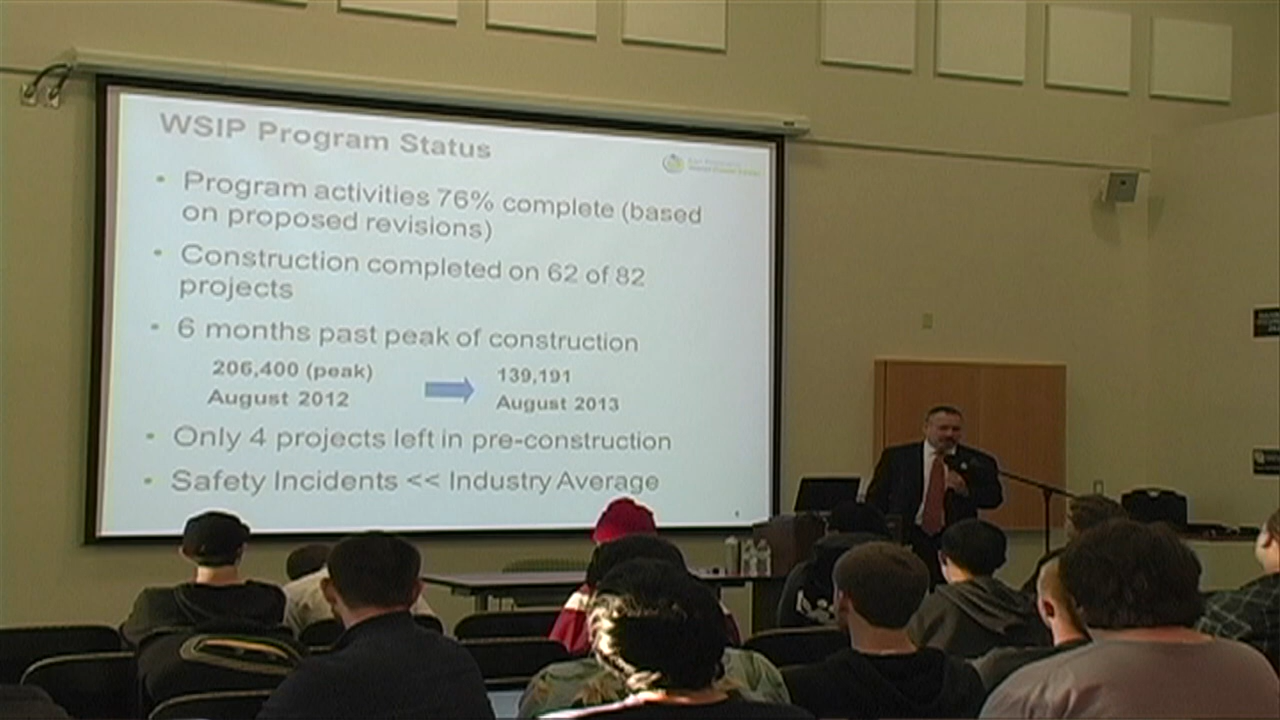 WSIP Program Status
• Program activities 76% complete (based
on proposed revisions)
• Construction completed on 62 of 82
projects
• 6 months past peak of construction
206,400 (peak)
139,191
August 2012
August 2013
• Only 4 projects left in pre-construction
• Safety Incidents << Industry Average